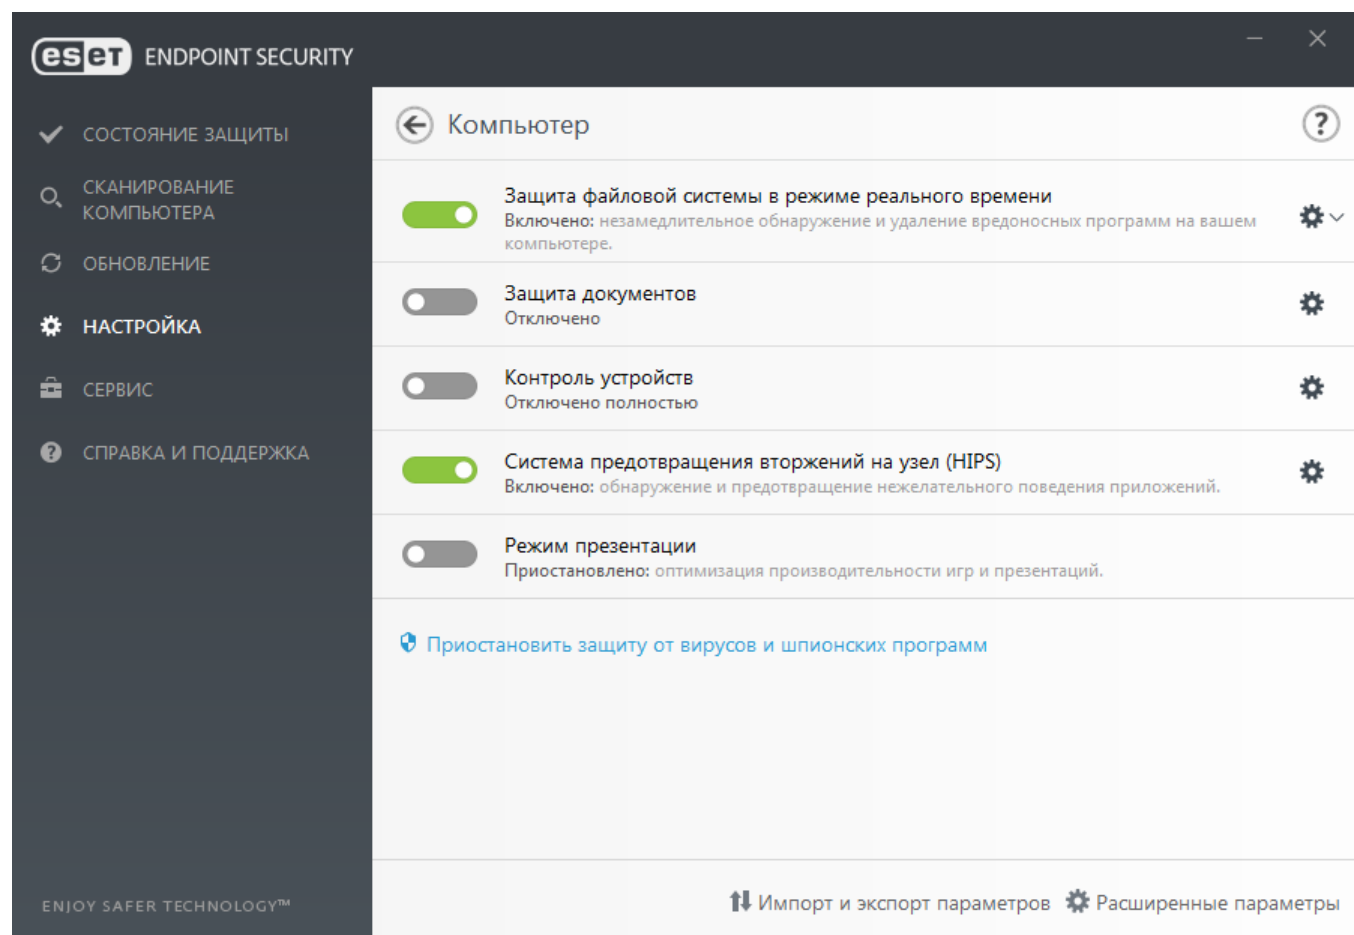 eset ENDPOINT SECURITY
СОСТОЯНИЕ ЗАЩИТЫ
СКАНИРОВАНИЕ
КОМПЬЮТЕРА
ОБНОВЛЕНИЕ
НАСТРОЙКА
СЕРВИС
СПРАВКА И ПОДДЕРЖКА
ENJOY SAFER TECHNOLOGY™
Компьютер
Защита файловой системы в режиме реального времени
Включено: незамедлительное обнаружение и удаление вредоносных программ на вашем
компьютере.
Защита документов
Отключено
Контроль устройств
Отключено полностью
Система предотвращения вторжений на узел (HIPS)
Включено: обнаружение и предотвращение нежелательного поведения приложений.
Режим презентации
Приостановлено: оптимизация производительности игр и презентаций.
Приостановить защиту от вирусов и шпионских программ
Импорт и экспорт параметров Расширенные параметры